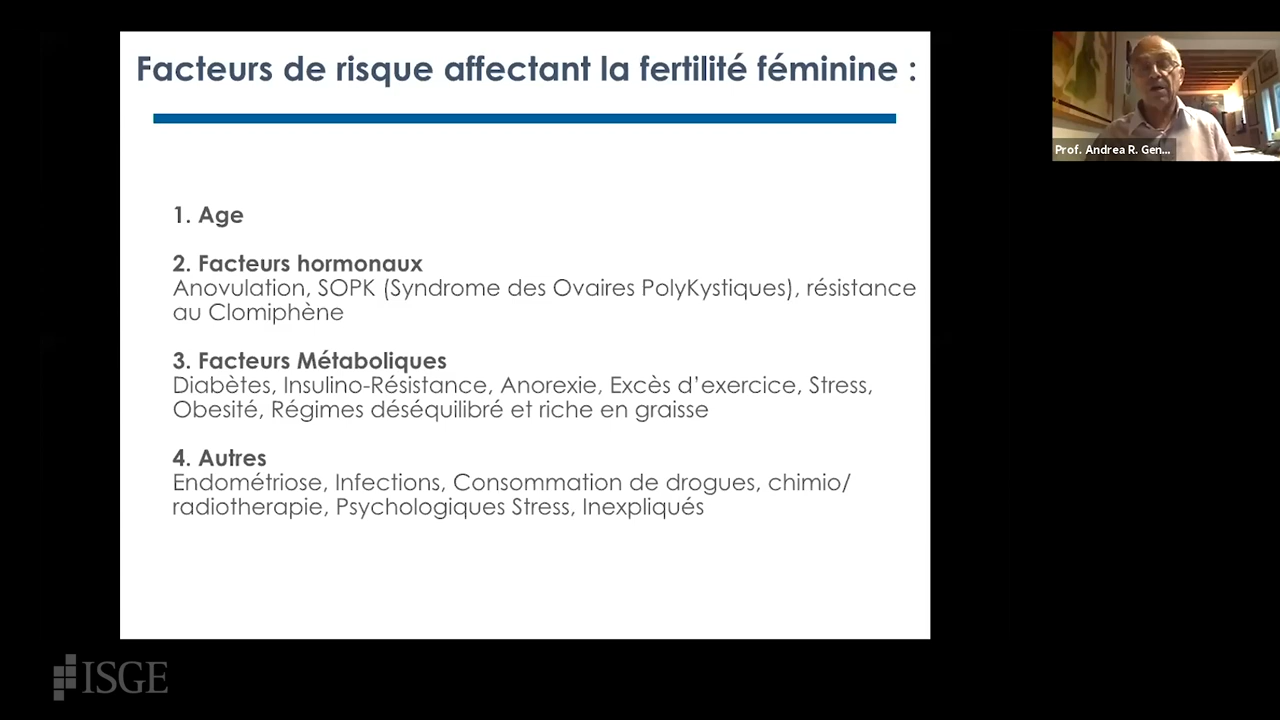 Facteurs de risque affectant la fertilité féminine :
1. Age
2. Facteurs hormonaux
Anovulation, SOPK (Syndrome des Ovaires PolyKystiques), résistance
au Clomiphène
3. Facteurs Métaboliques
Diabètes, Insulino-Résistance, Anorexie, Excès d’exercice, Stress,
Obesité, Régimes déséquilibré et riche en graisse
4. Autres
Endométriose, Infections, Consommation de drogues, chimio/
radiotherapie, Psychologiques Stress, Inexpliqués
Prof. Andrea R. Gen...
ISGE